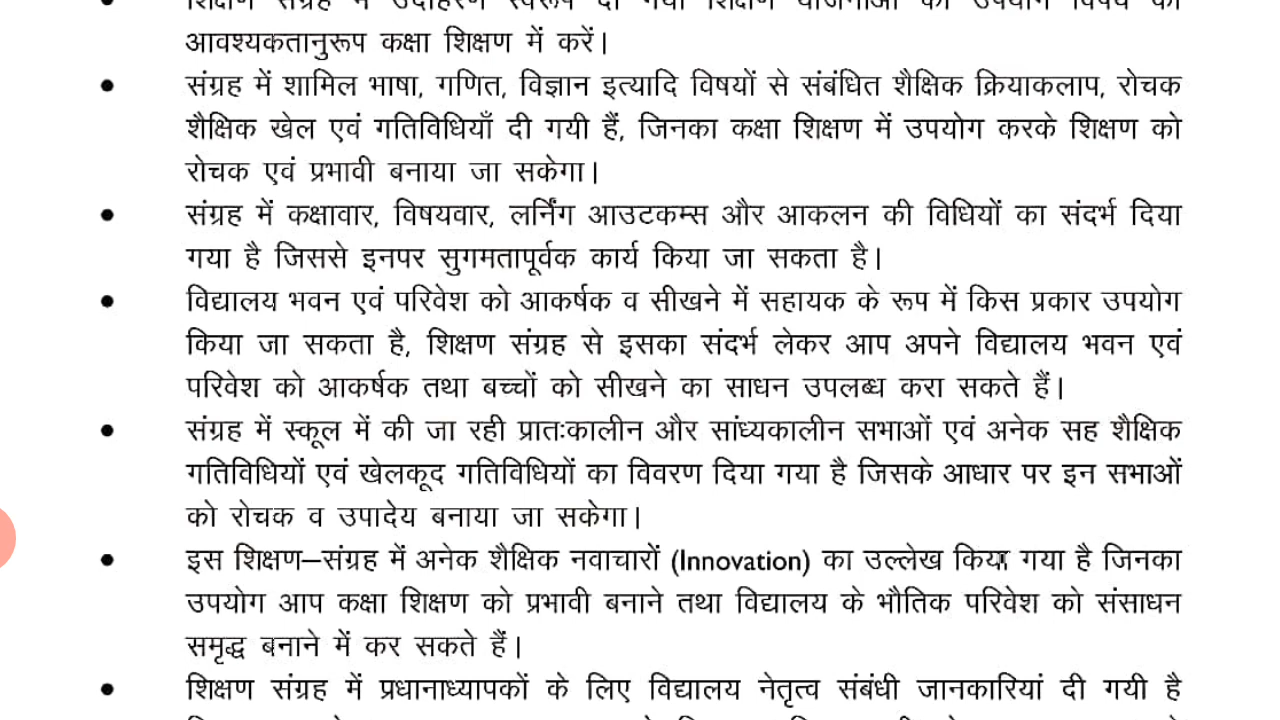 आवश्यकतानुरूप कक्षा शिक्षण में करें।
• संग्रह में शामिल भाषा, गणित, विज्ञान इत्यादि विषयों से संबंधित शैक्षिक क्रियाकलाप, रोचक
शैक्षिक खेल एवं गतिविधियाँ दी गयी हैं, जिनका कक्षा शिक्षण में उपयोग करके शिक्षण को
रोचक एवं प्रभावी बनाया जा सकेगा।
• संग्रह में कक्षावार, विषयवार, लर्निंग आउटकम्स और आकलन की विधियों का संदर्भ दिया
गया है जिससे इनपर सुगमतापूर्वक कार्य किया जा सकता है।
• विद्यालय भवन एवं परिवेश को आकर्षक व सीखने में सहायक के रूप में किस प्रकार उपयोग
किया जा सकता है, शिक्षण संग्रह से इसका संदर्भ लेकर आप अपने विद्यालय भवन एवं
परिवेश को आकर्षक तथा बच्चों को सीखने का साधन उपलब्ध करा सकते हैं।
• संग्रह में स्कूल में की जा रही प्रातःकालीन और सांध्यकालीन सभाओं एवं अनेक सह शैक्षिक
गतिविधियों एवं खेलकूद गतिविधियों का विवरण दिया गया है जिसके आधार पर इन सभाओं
को रोचक व उपादेय बनाया जा सकेगा।
• इस शिक्षण–संग्रह में अनेक शैक्षिक नवाचारों (Innovation) का उल्लेख किया गया है जिनका
उपयोग आप कक्षा शिक्षण को प्रभावी बनाने तथा विद्यालय के भौतिक परिवेश को संसाधन
समृद्ध बनाने में कर सकते हैं।
• शिक्षण संग्रह में प्रधानाध्यापकों के लिए विद्यालय नेतृत्व संबंधी जानकारियां दी गयी है